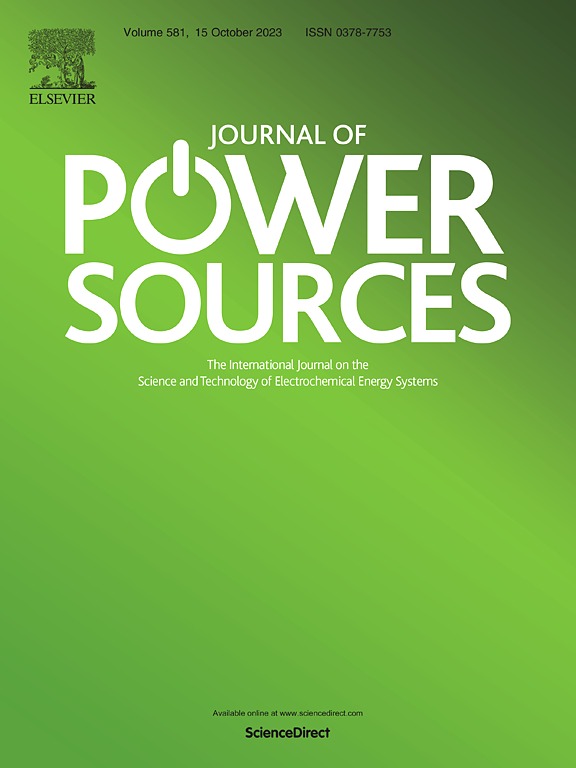 Volume 581, 15 October 2023 ISSN 0378-7753
ELSEVIER
JOURNAL OF
POWER
SOURCES
The International Journal on the
Science and Technology of Electrochemical Energy Systems
Available online at www.sciencedirect.com
ScienceDirect